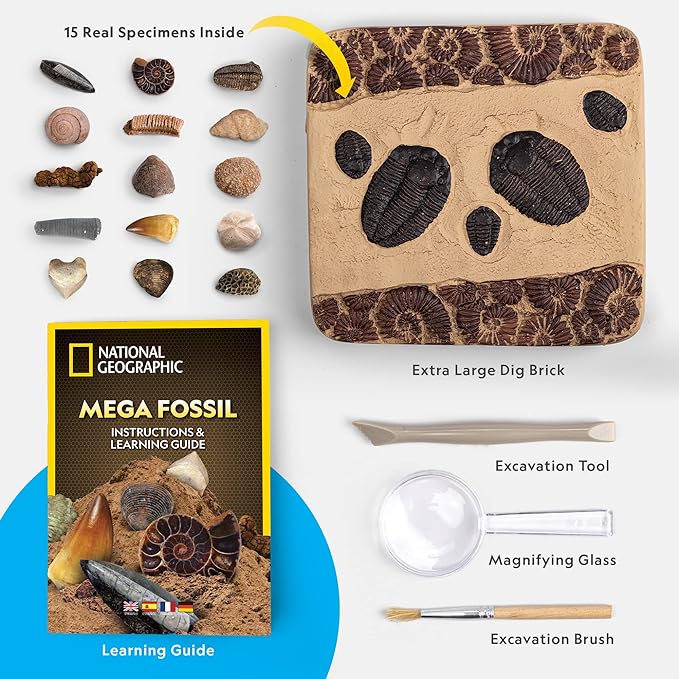 15 Real Specimens Inside
Extra Large Dig Brick
NATIONAL
GEOGRAPHIC
MEGA FOSSIL
INSTRUCTIONS &
LEARNING GUIDE
Excavation Tool
Magnifying Glass
Excavation Brush
Learning Guide